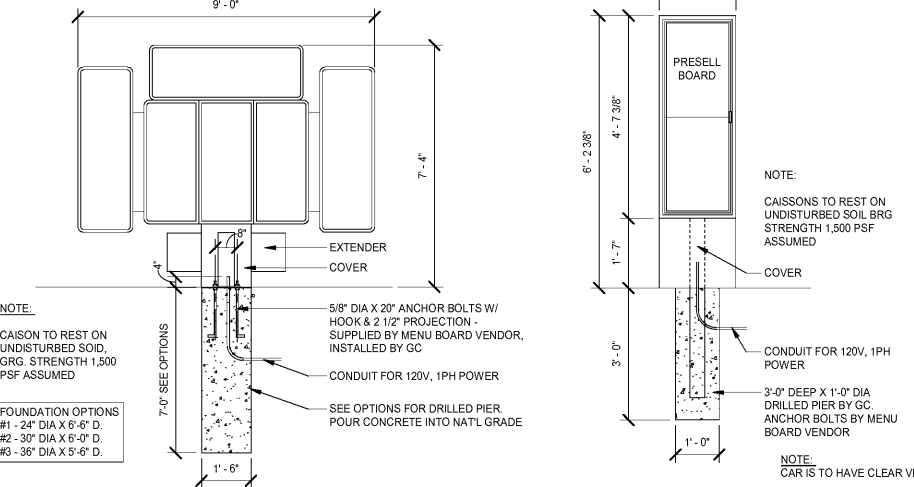 9' - 0"
7' - 4"
8"
EXTENDER
COVER
4"
NOTE:
CAISON TO REST ON
UNDISTURBED SOID,
GRG. STRENGTH 1,500
PSF ASSUMED
7'-0" SEE OPTIONS
5/8" DIA X 20" ANCHOR BOLTS W/
HOOK & 2 1/2" PROJECTION -
SUPPLIED BY MENU BOARD VENDOR,
INSTALLED BY GC
CONDUIT FOR 120V, 1PH POWER
SEE OPTIONS FOR DRILLED PIER.
POUR CONCRETE INTO NAT'L GRADE
FOUNDATION OPTIONS
#1 - 24" DIA X 6'-6" D.
#2 - 30" DIA X 6'-0" D.
#3 - 36" DIA X 5'-6" D.
1' - 6"
PRESELL
BOARD
6' - 2 3/8"
4' - 7 3/8"
1' - 7"
3' - 0"
NOTE:
CAISSONS TO REST ON
UNDISTURBED SOIL BRG
STRENGTH 1,500 PSF
ASSUMED
COVER
CONDUIT FOR 120V, 1PH
POWER
3'-0" DEEP X 1'-0" DIA
DRILLED PIER BY GC.
ANCHOR BOLTS BY MENU
BOARD VENDOR
1' - 0"
NOTE:
CAR IS TO HAVE CLEAR